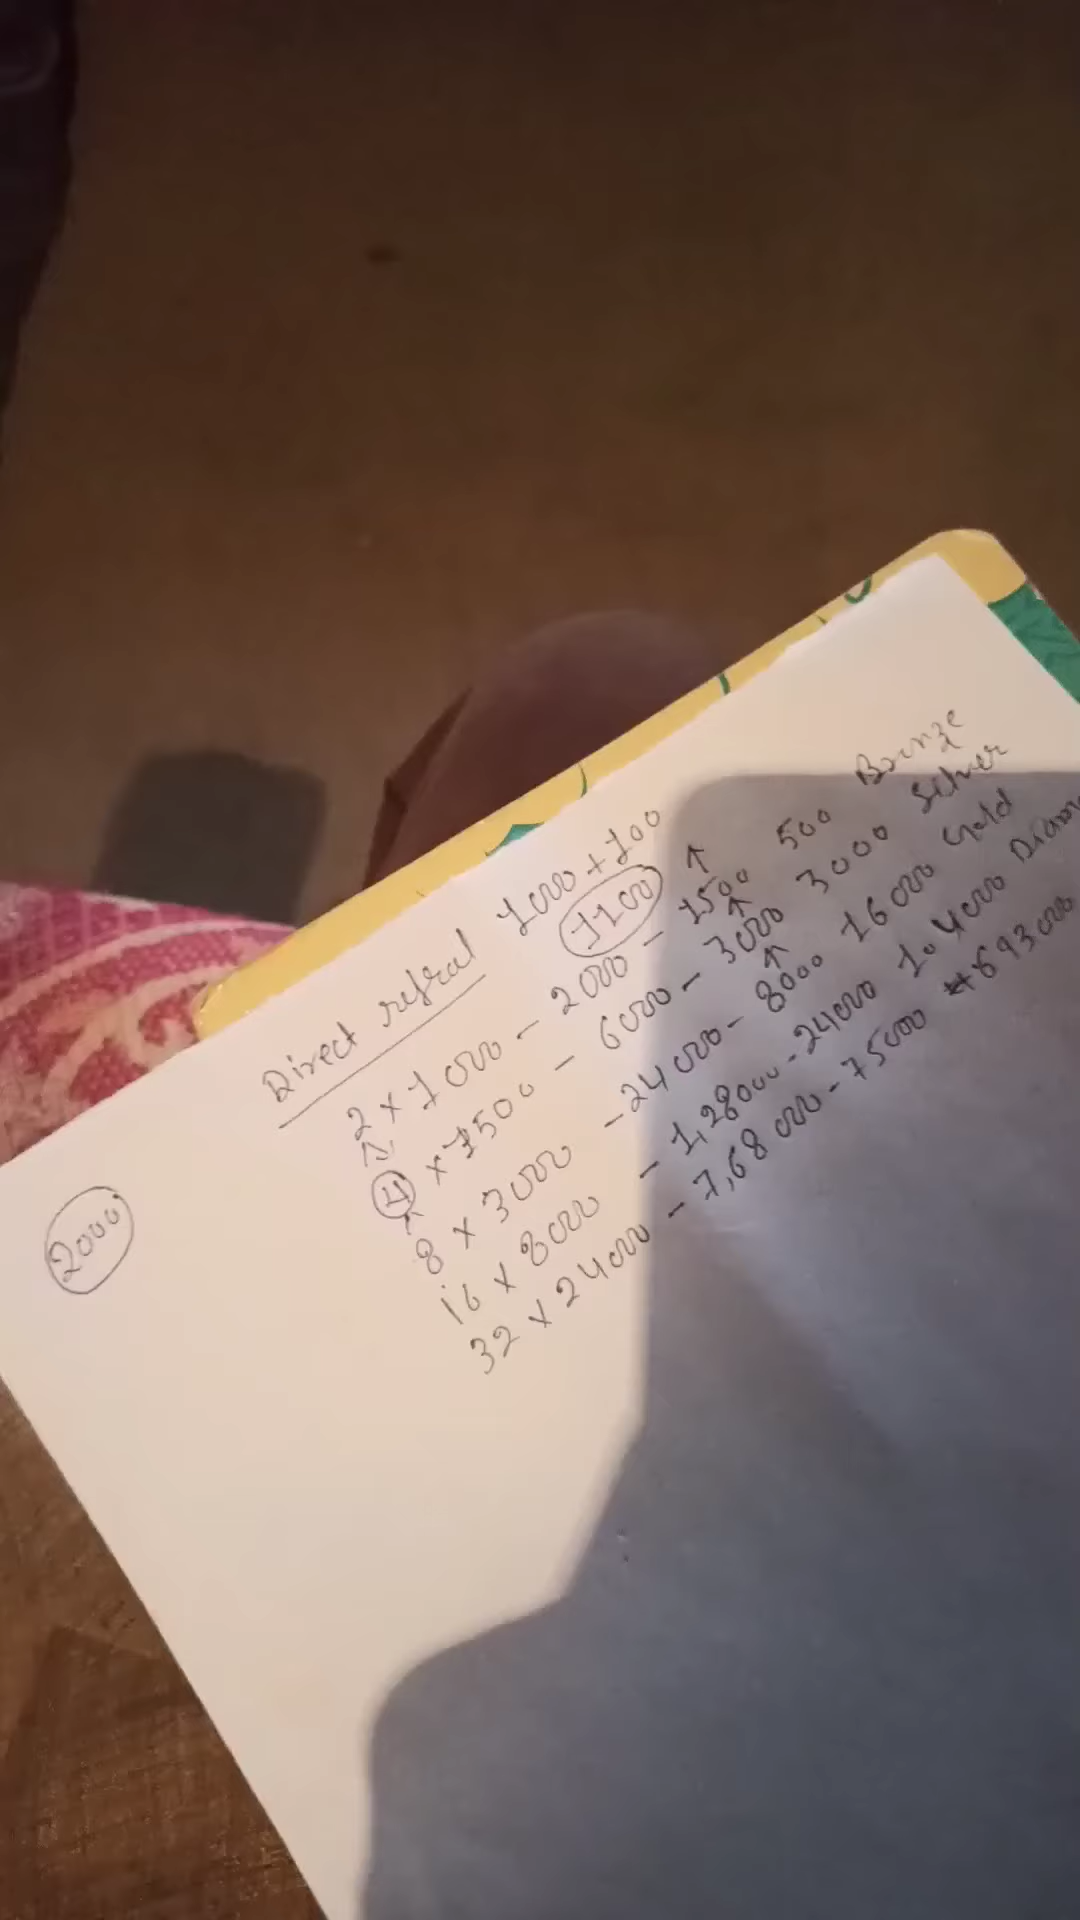 Direct refral 1000+100
1100
2 x 1000 - 2000 - 1500 500 Bronze
4 x 1500 - 6000 - 3000 3000 Silver
8 x 3000 - 24000 - 8000 16000 Gold
16 x 8000 - 1,28000 - 24000 104000
32 x 24000 - 7,68000 - 75000 693000
2000